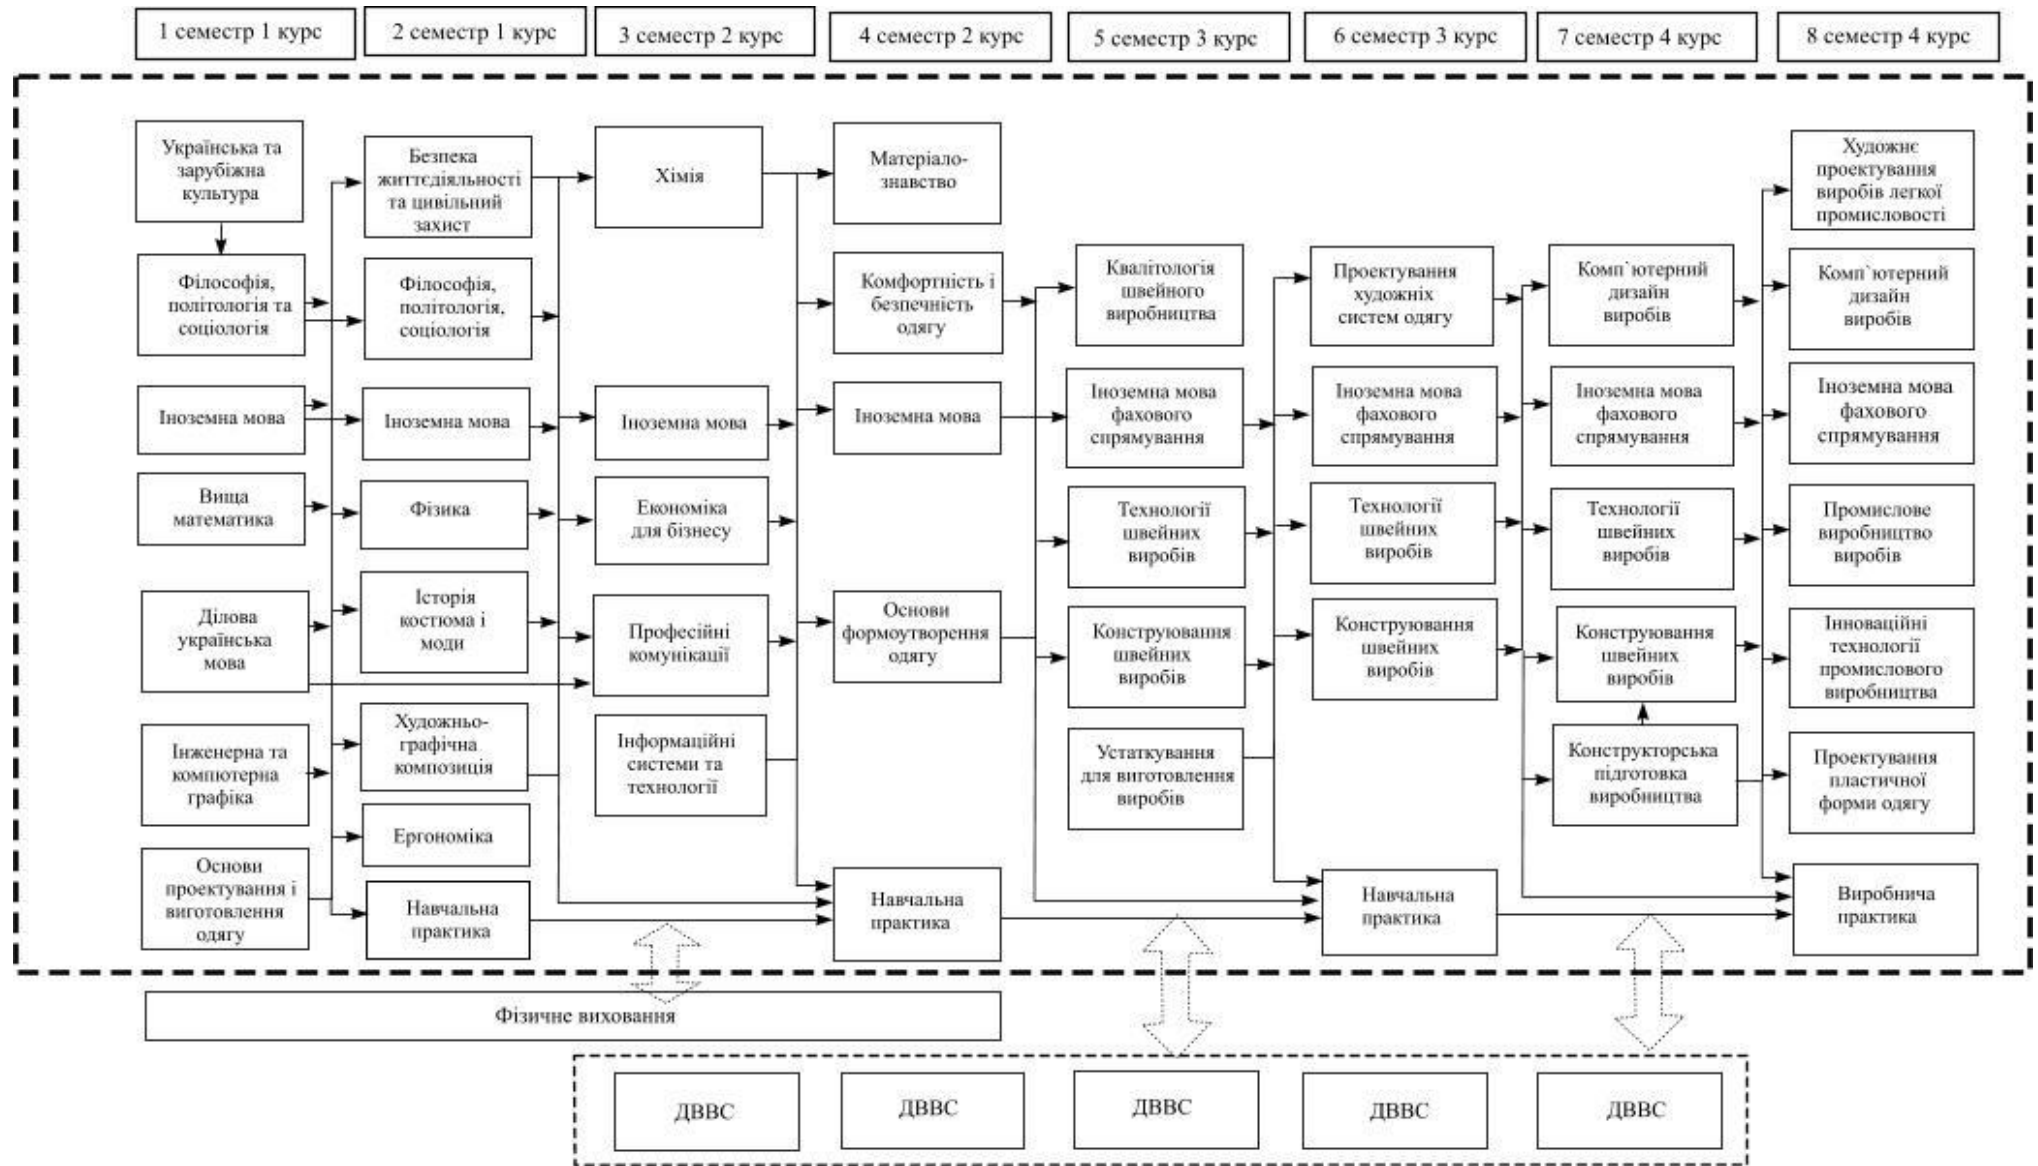 1 семестр 1 курс
2 семестр 1 курс
3 семестр 2 курс
4 семестр 2 курс
5 семестр 3 курс
6 семестр 3 курс
7 семестр 4 курс
8 семестр 4 курс
Українська та
зарубіжна
культура
Філософія,
політологія та
соціологія
Іноземна мова
Вища
математика
Ділова
українська
мова
Інженерна та
компютерна
графіка
Основи
проектування і
виготовлення
одягу
Безпека
життєдіяльності
та цивільний
захист
Філософія,
політологія,
соціологія
Іноземна мова
Фізика
Історія
костюма і
моди
Художньо-
графічна
композиція
Ергономіка
Навчальна
практика
Хімія
Іноземна мова
Економіка
для бізнесу
Професійні
комунікації
Інформаційні
системи та
технології
Матеріало-
знавство
Комфортність і
безпечність
одягу
Іноземна мова
Основи
формоутворення
одягу
Навчальна
практика
Квалітологія
швейного
виробництва
Іноземна мова
фахового
спрямування
Технології
швейних
виробів
Конструювання
швейних
виробів
Устаткування
для виготовлення
виробів
Проектування
художніх
систем одягу
Іноземна мова
фахового
спрямування
Технології
швейних
виробів
Конструювання
швейних
виробів
Навчальна
практика
Комп`ютерний
дизайн
виробів
Іноземна мова
фахового
спрямування
Технології
швейних
виробів
Конструювання
швейних
виробів
Конструкторська
підготовка
виробництва
Художнє
проектування
виробів легкої
промисловості
Комп`ютерний
дизайн
виробів
Іноземна мова
фахового
спрямування
Промислове
виробництво
виробів
Інноваційні
технології
промислового
виробництва
Проектування
пластичної
форми одягу
Виробнича
практика
Фізичне виховання
ДВВС
ДВВС
ДВВС
ДВВС
ДВВС